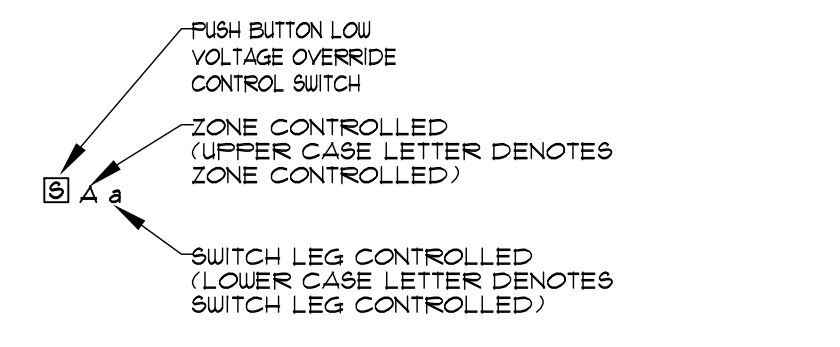 PUSH BUTTON LOW
VOLTAGE OVERRIDE
CONTROL SWITCH
ZONE CONTROLLED
(UPPER CASE LETTER DENOTES
ZONE CONTROLLED)
S A a
SWITCH LEG CONTROLLED
(LOWER CASE LETTER DENOTES
SWITCH LEG CONTROLLED)